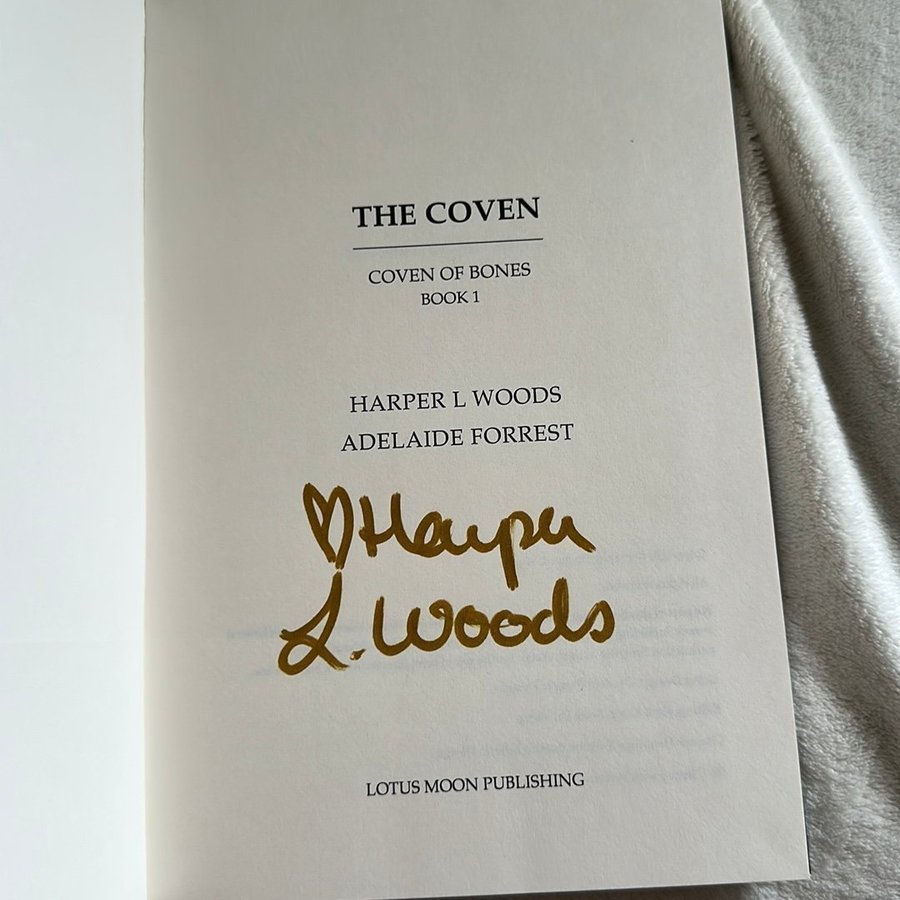 THE COVEN
COVEN OF BONES
BOOK 1
HARPER L WOODS
ADELAIDE FORREST
♡Harper
L. Woods
LOTUS MOON PUBLISHING